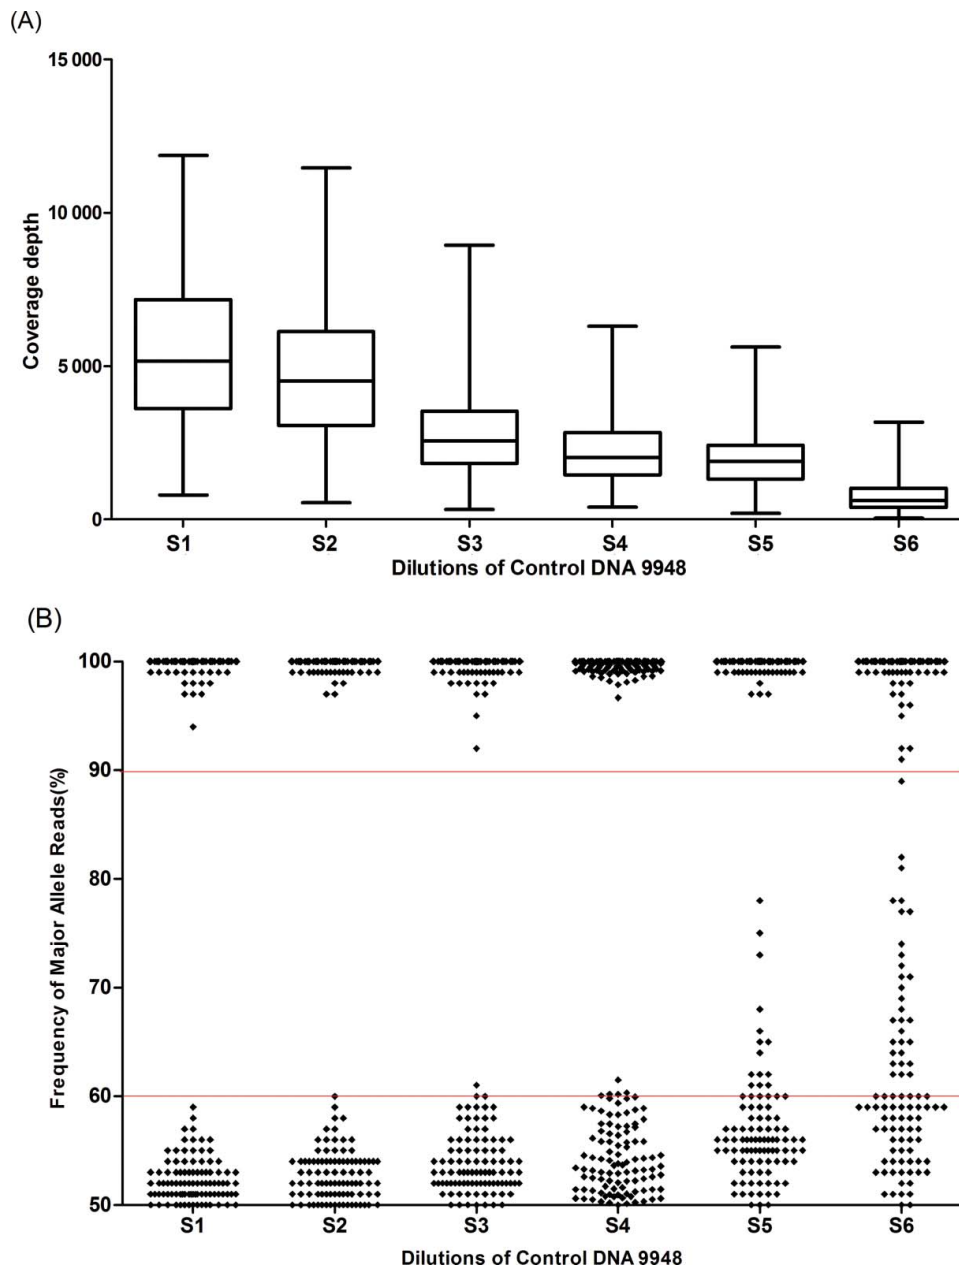 (A)
15 000
10 000
5 000
0
Coverage depth
S1 S2 S3 S4 S5 S6
Dilutions of Control DNA 9948
(B)
100
90
80
70
60
50
Frequency of Major Allele Reads(%)
S1 S2 S3 S4 S5 S6
Dilutions of Control DNA 9948